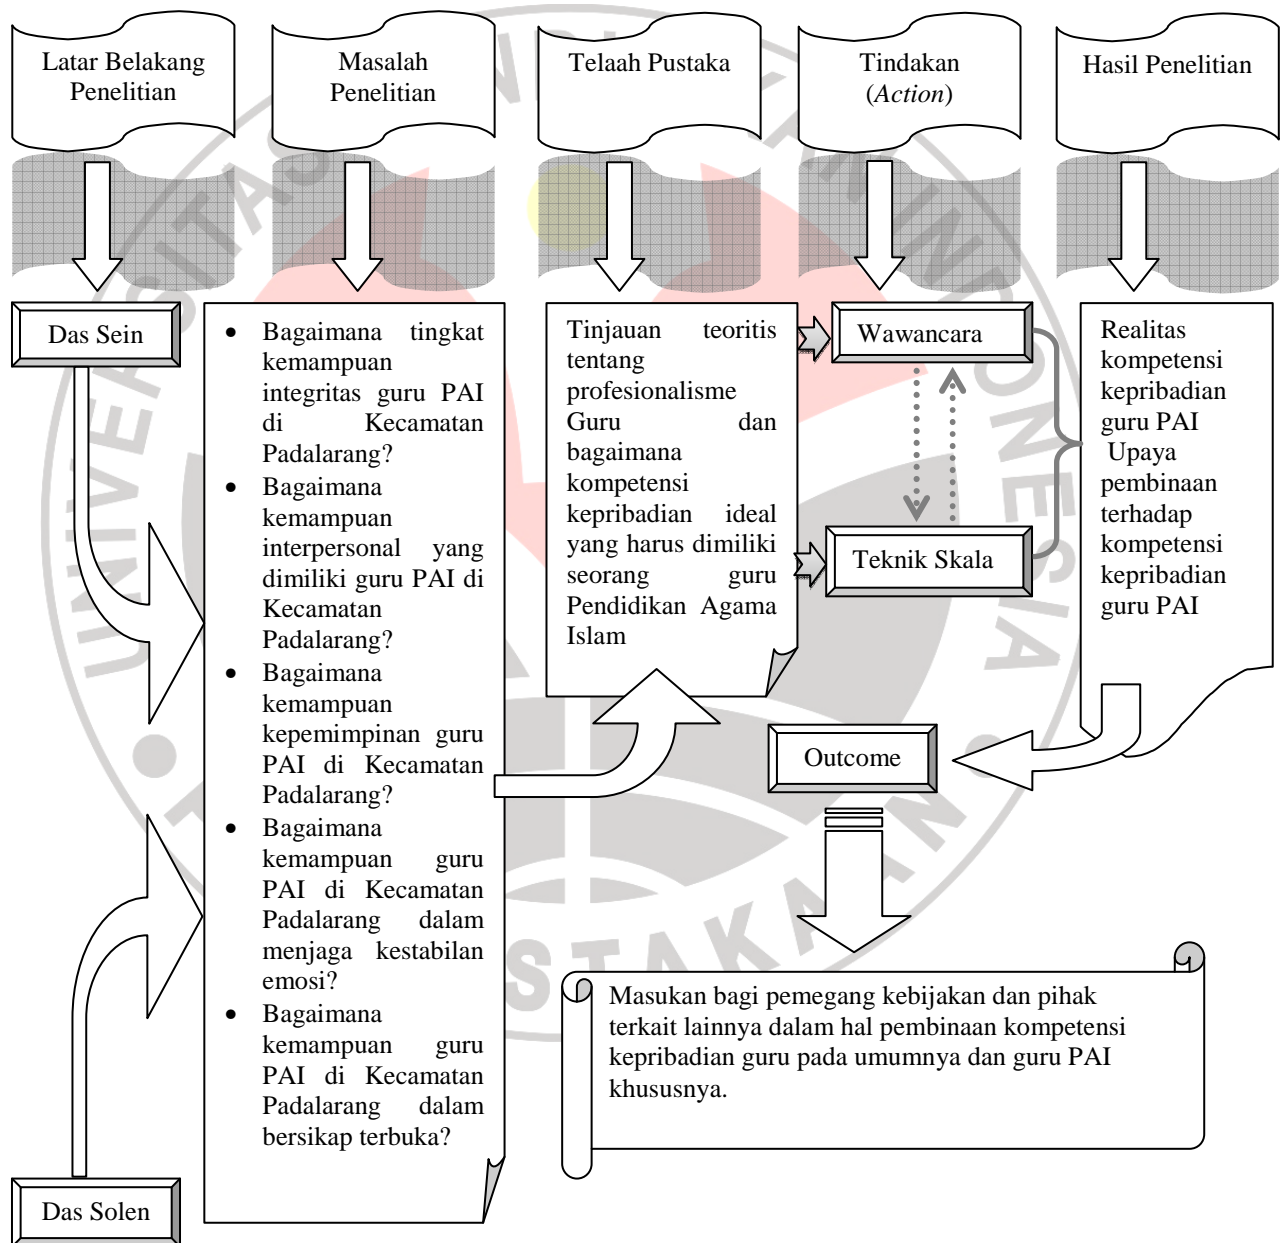 Latar Belakang
Penelitian
Masalah
Penelitian
Telaah Pustaka
Tindakan
(Action)
Hasil Penelitian
Das Sein
• Bagaimana tingkat
kemampuan
integritas guru PAI
di Kecamatan
Padalarang?
• Bagaimana
kemampuan
interpersonal yang
dimiliki guru PAI di
Kecamatan
Padalarang?
• Bagaimana
kemampuan
kepemimpinan guru
PAI di Kecamatan
Padalarang?
• Bagaimana
kemampuan guru
PAI di Kecamatan
Padalarang dalam
menjaga kestabilan
emosi?
• Bagaimana
kemampuan guru
PAI di Kecamatan
Padalarang dalam
bersikap terbuka?
Das Solen
Tinjauan teoritis
tentang
profesionalisme
Guru dan
bagaimana
kompetensi
kepribadian ideal
yang harus dimiliki
seorang guru
Pendidikan Agama
Islam
Wawancara
Teknik Skala
Realitas
kompetensi
kepribadian
guru PAI
Upaya
pembinaan
terhadap
kompetensi
kepribadian
guru PAI
Outcome
Masukan bagi pemegang kebijakan dan pihak
terkait lainnya dalam hal pembinaan kompetensi
kepribadian guru pada umumnya dan guru PAI
khususnya.